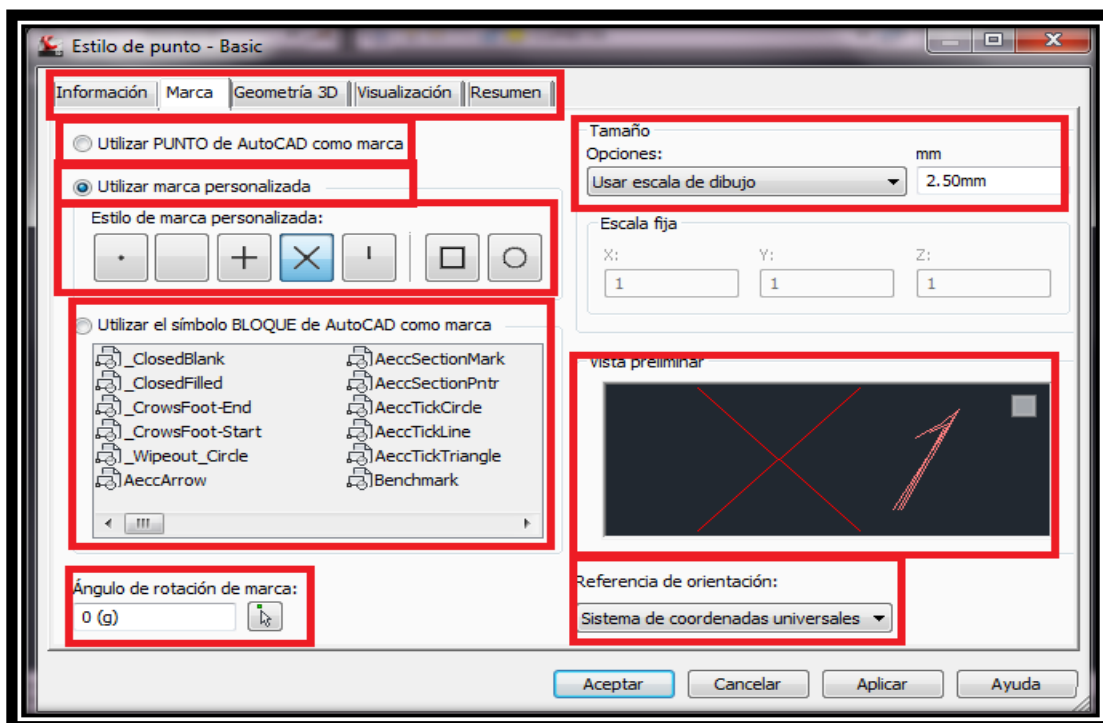 Estilo de punto - Basic
Información Marca Geometría 3D Visualización Resumen
Utilizar PUNTO de AutoCAD como marca
Utilizar marca personalizada
Estilo de marca personalizada:
Utilizar el símbolo BLOQUE de AutoCAD como marca
_ClosedBlank
_ClosedFilled
_CrowsFoot-End
_CrowsFoot-Start
_Wipeout_Circle
AeccArrow
AeccSectionMark
AeccSectionPntr
AeccTickCircle
AeccTickLine
AeccTickTriangle
Benchmark
Ángulo de rotación de marca:
0 (g)
Tamaño
Opciones: mm
Usar escala de dibujo 2.50mm
Escala fija
X: Y: Z:
1 1 1
Vista preliminar
1
Referencia de orientación:
Sistema de coordenadas universales
Aceptar Cancelar Aplicar Ayuda